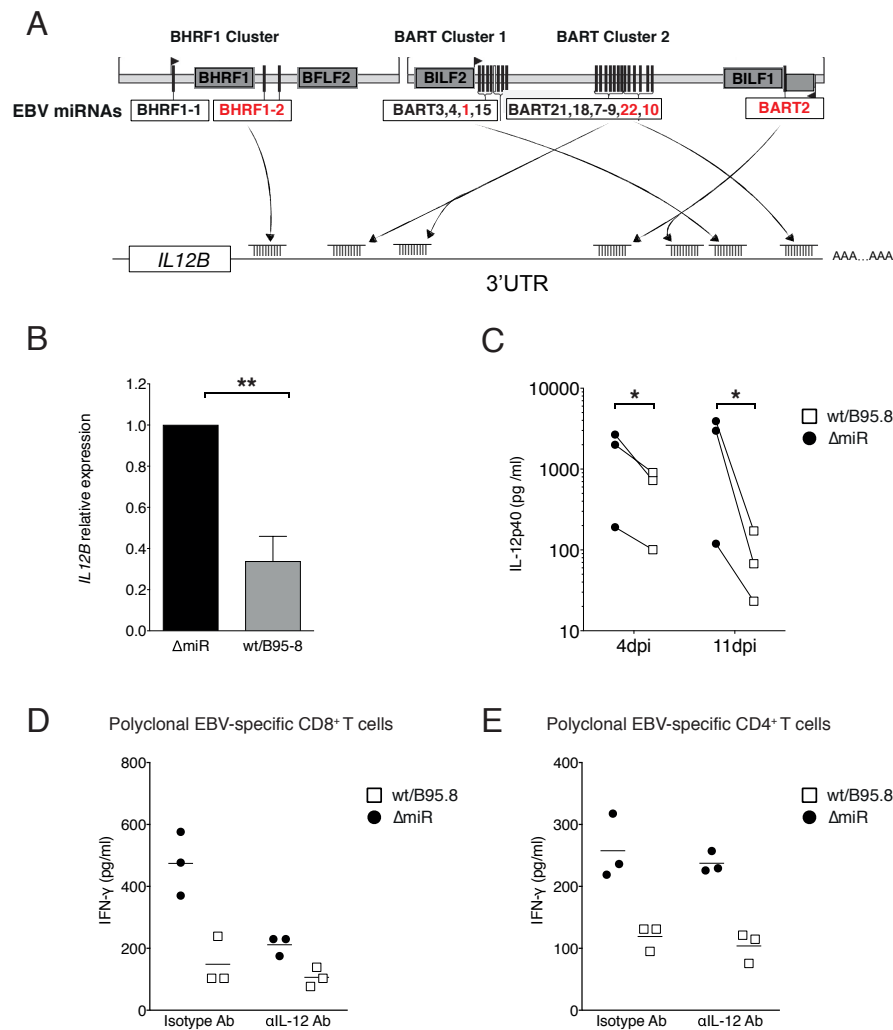 A
BHRF1 Cluster BART Cluster 1 BART Cluster 2
BHRF1 BFLF2 BILF2 BILF1
EBV miRNAs BHRF1-1 BHRF1-2 BART3,4,1,15 BART21,18,7-9,22,10 BART2
IL12B AAA...AAA
3'UTR
B
**
1.2
1.0
0.8
0.6
0.4
0.2
0.0
IL12B relative expression
ΔmiR wt/B95-8
C
10000
1000
100
10
IL-12p40 (pg /ml)
* *
4dpi 11dpi
wt/B95.8
ΔmiR
D
Polyclonal EBV-specific CD8+ T cells
800
600
400
200
0
IFN-γ (pg/ml)
Isotype Ab αIL-12 Ab
wt/B95.8
ΔmiR
E
Polyclonal EBV-specific CD4+ T cells
400
300
200
100
0
IFN-γ (pg/ml)
Isotype Ab αIL-12 Ab
wt/B95.8
ΔmiR